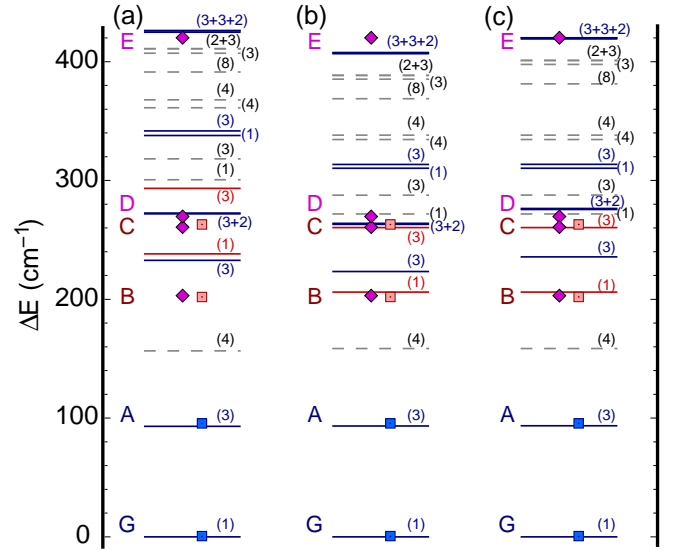 (a) (b) (c)
ΔE (cm⁻¹)
400
300
200
100
0
E
D
C
B
A
G
(3+3+2)
(2+3)
(3)
(8)
(4)
(4)
(3)
(1)
(3)
(1)
(3)
(3+2)
(1)
(3)
(4)
(3)
(1)
E
D
C
B
A
G
(3+3+2)
(2+3)
(3)
(8)
(4)
(4)
(3)
(1)
(3)
(1)
(3+2)
(3)
(3)
(1)
(4)
(3)
(1)
E
D
C
B
A
G
(3+3+2)
(2+3)
(3)
(8)
(4)
(4)
(3)
(1)
(3)
(3+2)
(1)
(3)
(3)
(1)
(4)
(3)
(1)